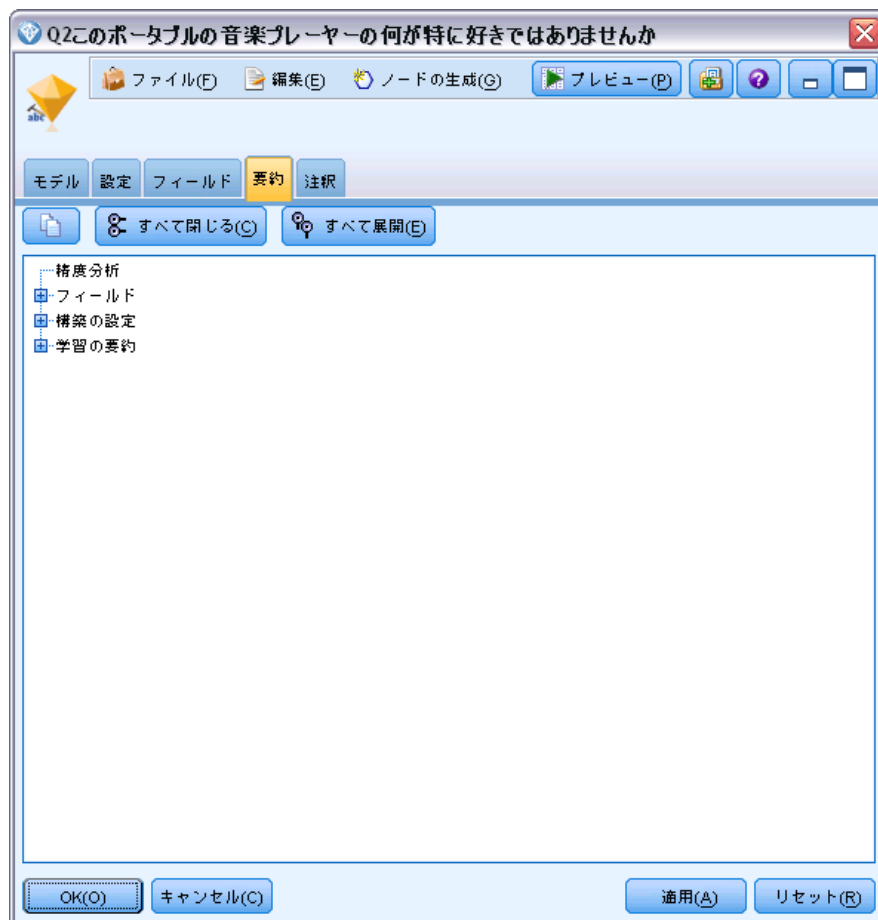 Q2このポータブルの音楽プレーヤーの何が特に好きではありませんか
abc
ファイル(F) 編集(E) ノードの生成(G) プレビュー(P)
モデル 設定 フィールド 要約 注釈
すべて閉じる(C) すべて展開(E)
精度分析
フィールド
構築の設定
学習の要約
OK(O) キャンセル(C) 適用(A) リセット(R)